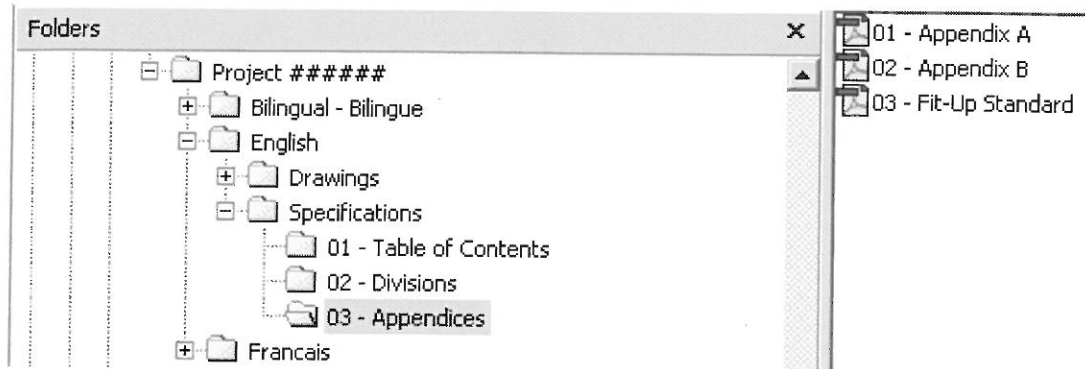 Folders
Project ######
Bilingual - Bilingue
English
Drawings
Specifications
01 - Table of Contents
02 - Divisions
03 - Appendices
Francais
01 - Appendix A
02 - Appendix B
03 - Fit-Up Standard